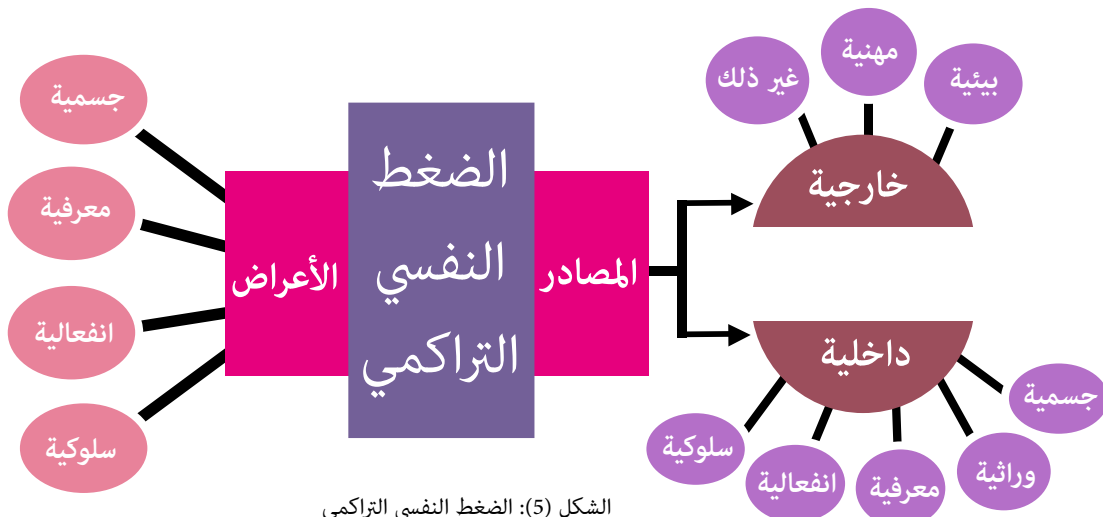 مهنية
بيئية
غير ذلك
خارجية
جسمية
معرفية
انفعالية
سلوكية
الضغط
النفسي
التراكمي
المصادر
الأعراض
داخلية
جسمية
وراثية
معرفية
انفعالية
سلوكية
الشكل (5): الضغط النفسي التراكمي